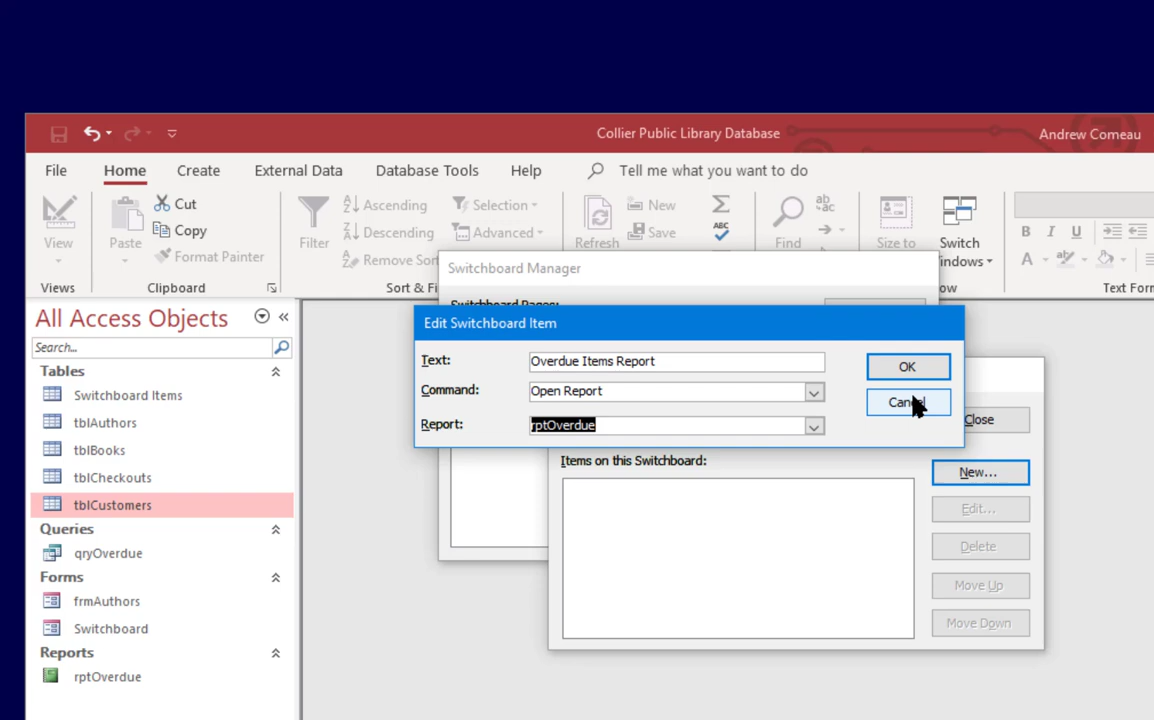 Collier Public Library Database
Andrew Comeau
File Home Create External Data Database Tools Help Tell me what you want to do
View
Paste
Cut
Copy
Format Painter
Filter
Ascending
Descending
Remove Sor
Selection
Advanced
Refresh
New
Save
ABC
Find
ab
ac
Size to
Switch
indows
B I U
A
Views Clipboard Sort & Fi ow Text Form
All Access Objects
Search...
Tables
Switchboard Items
tblAuthors
tblBooks
tblCheckouts
tblCustomers
Queries
qryOverdue
Forms
frmAuthors
Switchboard
Reports
rptOverdue
Switchboard Manager
Switchboard Pages:
Edit Switchboard Item
Text: Overdue Items Report
Command: Open Report
Report: rptOverdue
OK
Cancel
Close
Items on this Switchboard:
New...
Edit...
Delete
Move Up
Move Down